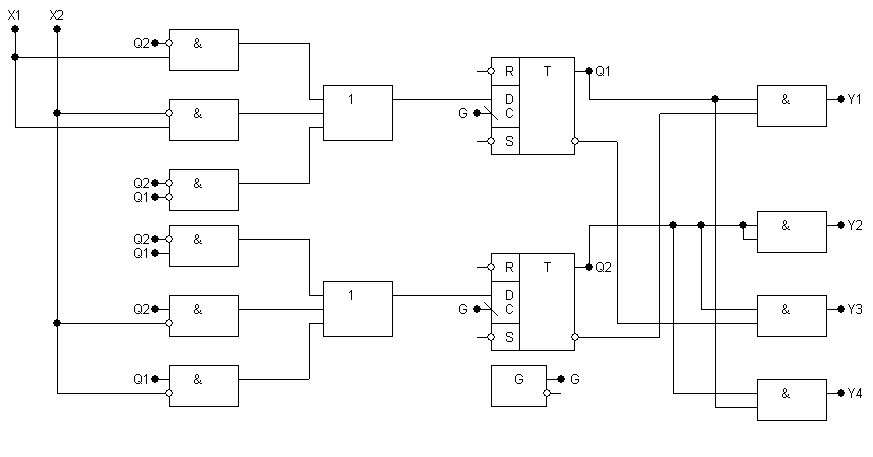 X1 X2
Q2 &
R T Q1
1 D & Y1
& G C
S
Q2 &
Q1
Q2 & & Y2
Q1
R T Q2
1 D
Q2 & G C & Y3
S
Q1 & G G & Y4